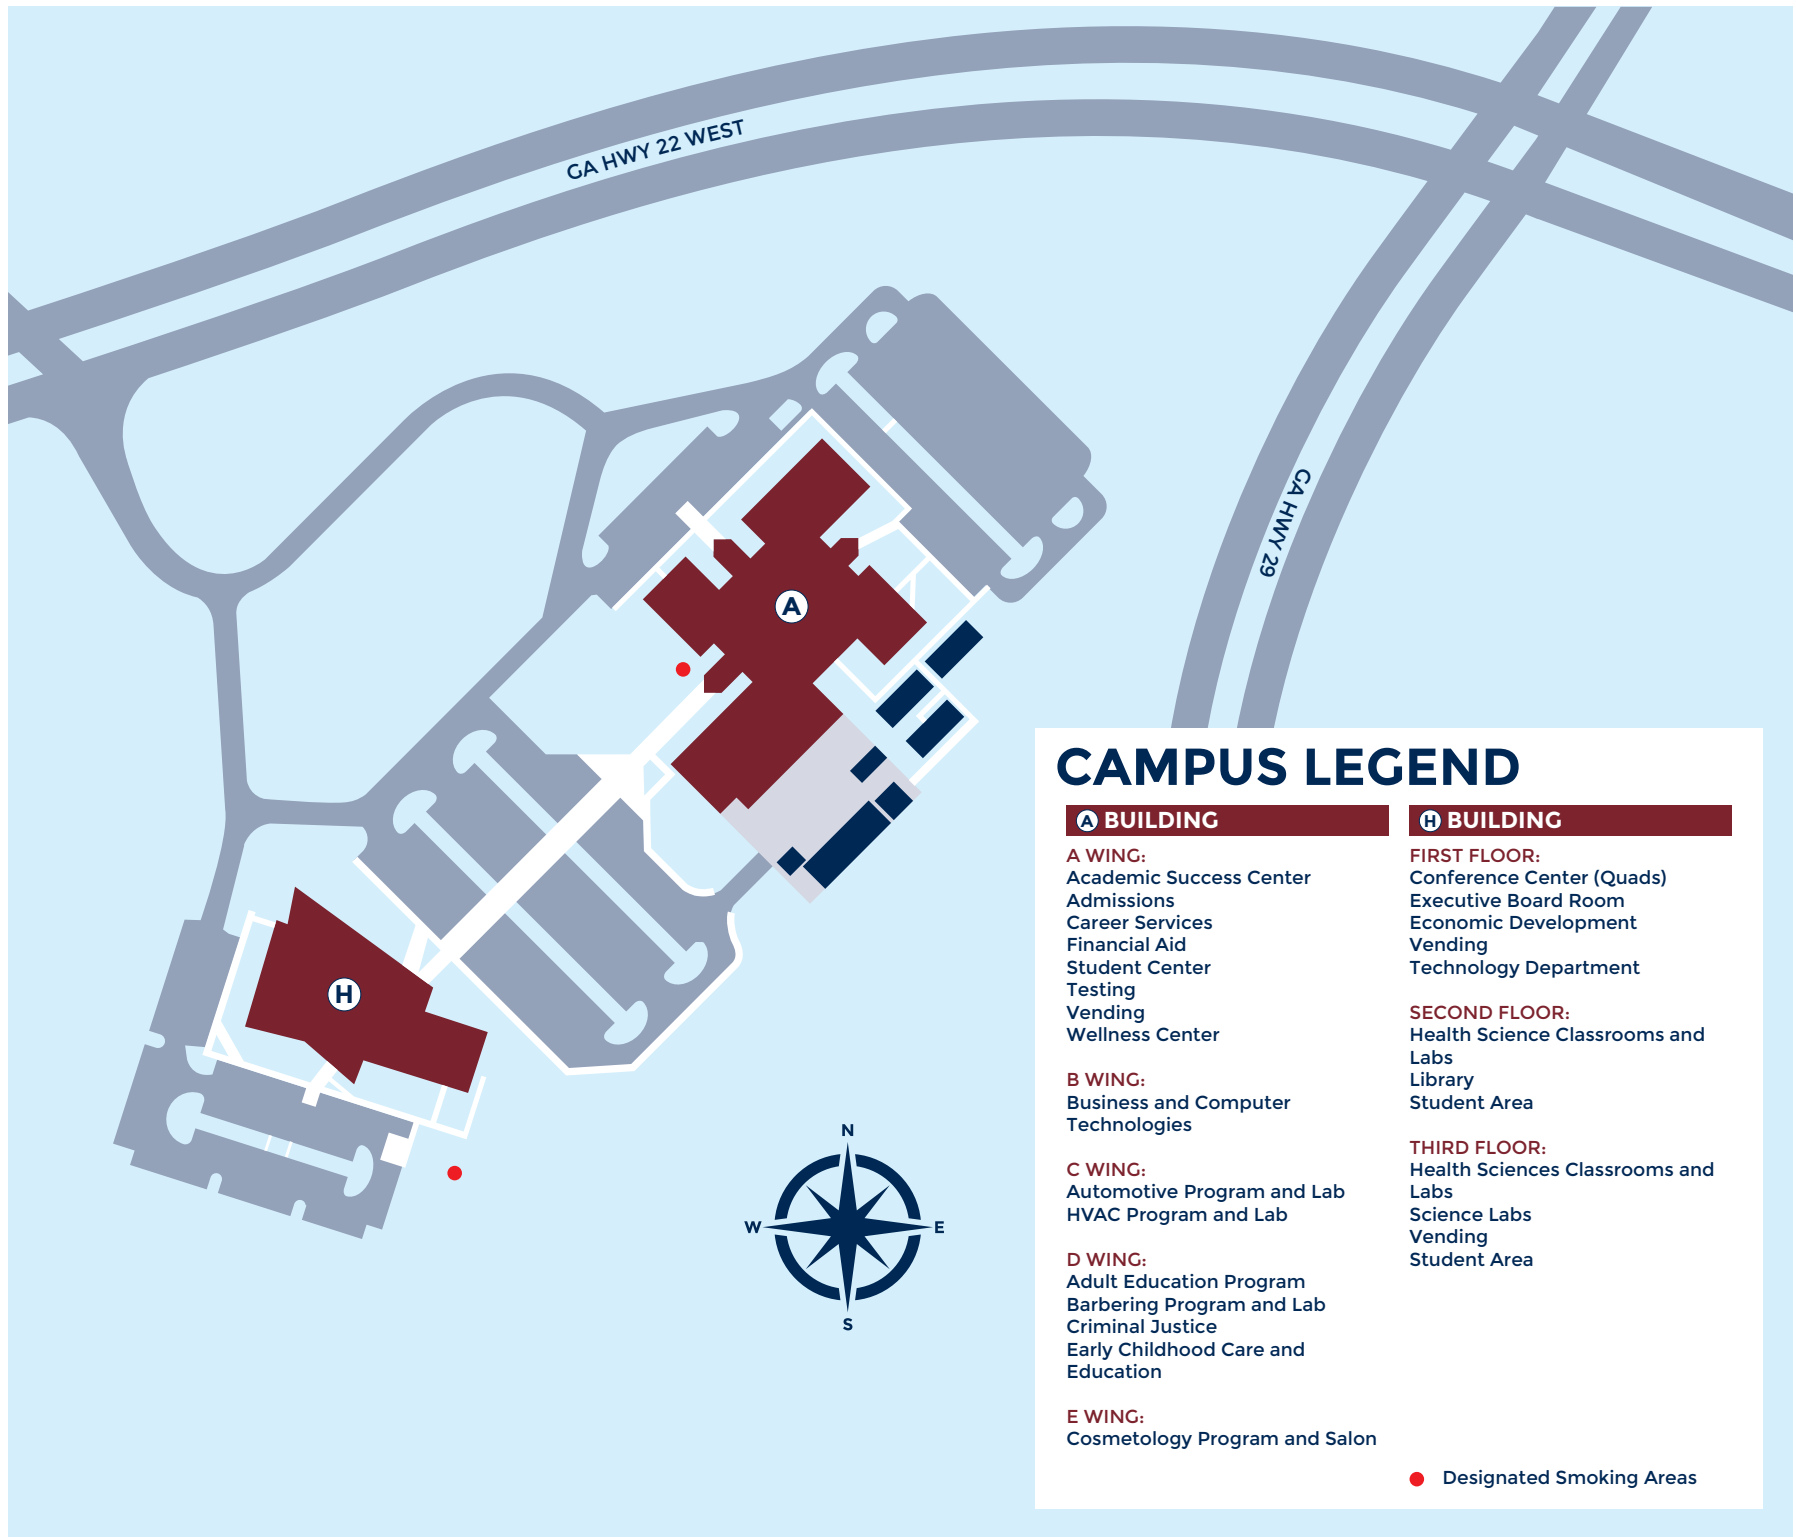 GA HWY 22 WEST
GA HWY 29
A
H
N
W
E
S
CAMPUS LEGEND
A BUILDING
A WING:
Academic Success Center
Admissions
Career Services
Financial Aid
Student Center
Testing
Vending
Wellness Center
B WING:
Business and Computer
Technologies
C WING:
Automotive Program and Lab
HVAC Program and Lab
D WING:
Adult Education Program
Barbering Program and Lab
Criminal Justice
Early Childhood Care and
Education
E WING:
Cosmetology Program and Salon
H BUILDING
FIRST FLOOR:
Conference Center (Quads)
Executive Board Room
Economic Development
Vending
Technology Department
SECOND FLOOR:
Health Science Classrooms and
Labs
Library
Student Area
THIRD FLOOR:
Health Sciences Classrooms and
Labs
Science Labs
Vending
Student Area
Designated Smoking Areas